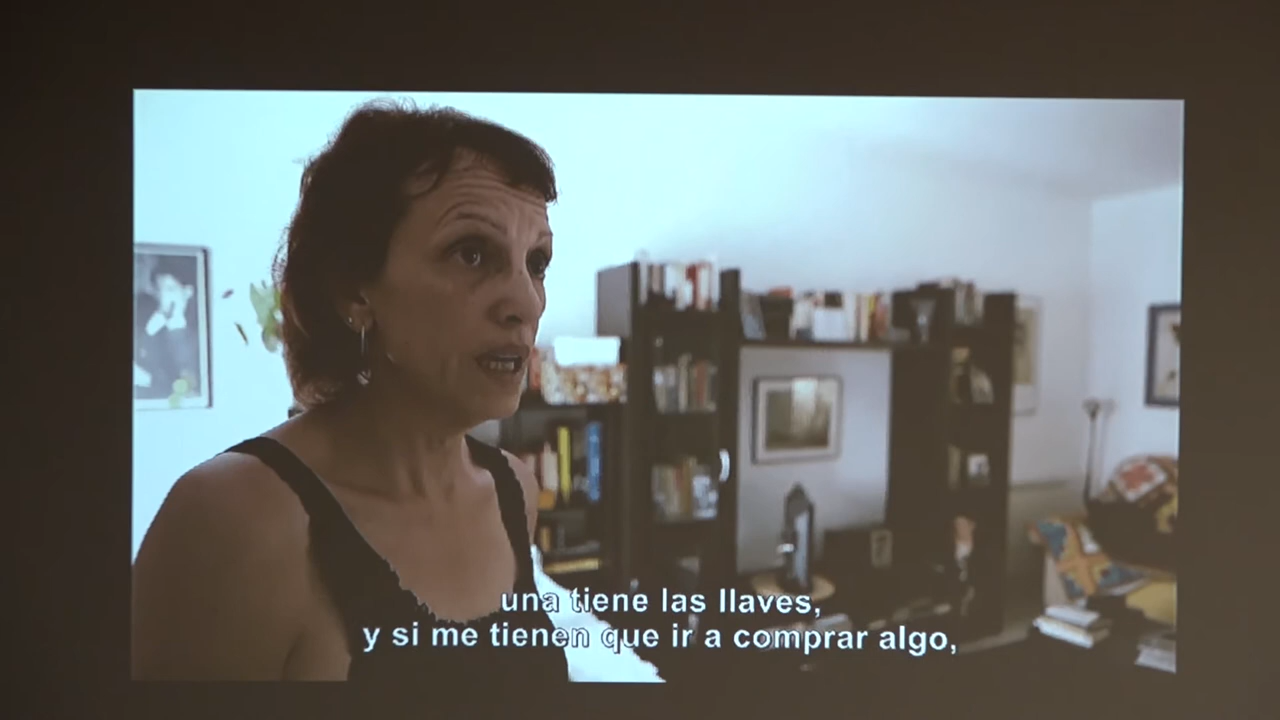 una tiene las llaves,
y si me tienen que ir a comprar algo,